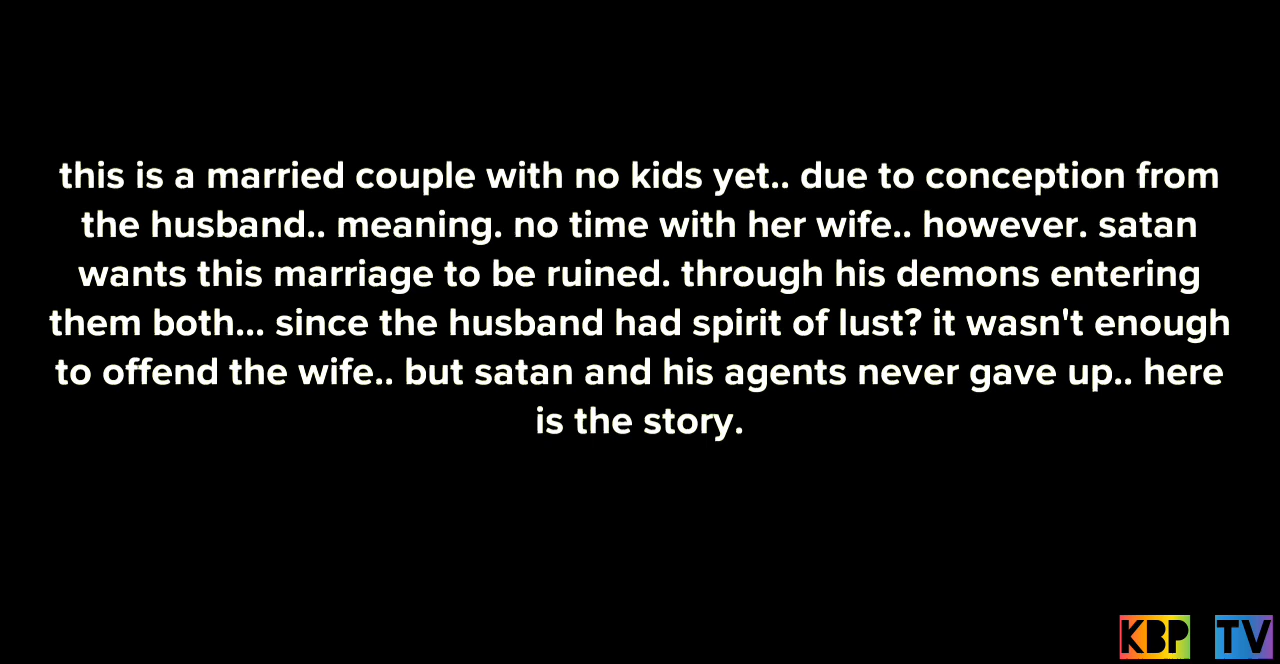 this is a married couple with no kids yet.. due to conception from
the husband.. meaning. no time with her wife.. however. satan
wants this marriage to be ruined. through his demons entering
them both... since the husband had spirit of lust? it wasn't enough
to offend the wife.. but satan and his agents never gave up.. here
is the story.
KBP TV